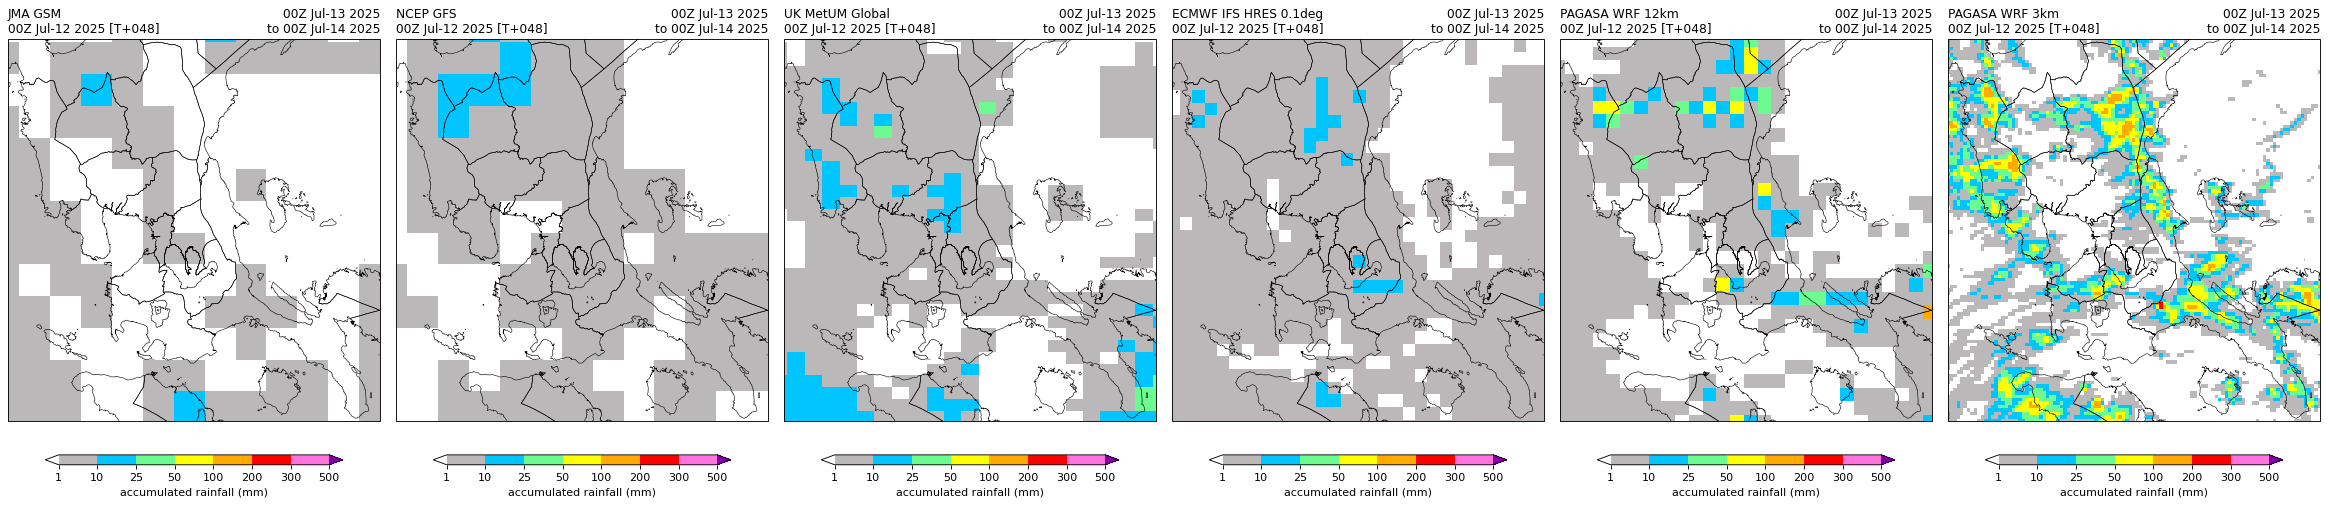 JMA GSM 00Z Jul-13 2025
00Z Jul-12 2025 [T+048] to 00Z Jul-14 2025
NCEP GFS 00Z Jul-13 2025
00Z Jul-12 2025 [T+048] to 00Z Jul-14 2025
UK MetUM Global 00Z Jul-13 2025
00Z Jul-12 2025 [T+048] to 00Z Jul-14 2025
ECMWF IFS HRES 0.1deg 00Z Jul-13 2025
00Z Jul-12 2025 [T+048] to 00Z Jul-14 2025
PAGASA WRF 12km 00Z Jul-13 2025
00Z Jul-12 2025 [T+048] to 00Z Jul-14 2025
PAGASA WRF 3km 00Z Jul-13 2025
00Z Jul-12 2025 [T+048] to 00Z Jul-14 2025
1 10 25 50 100 200 300 500
accumulated rainfall (mm)
1 10 25 50 100 200 300 500
accumulated rainfall (mm)
1 10 25 50 100 200 300 500
accumulated rainfall (mm)
1 10 25 50 100 200 300 500
accumulated rainfall (mm)
1 10 25 50 100 200 300 500
accumulated rainfall (mm)
1 10 25 50 100 200 300 500
accumulated rainfall (mm)